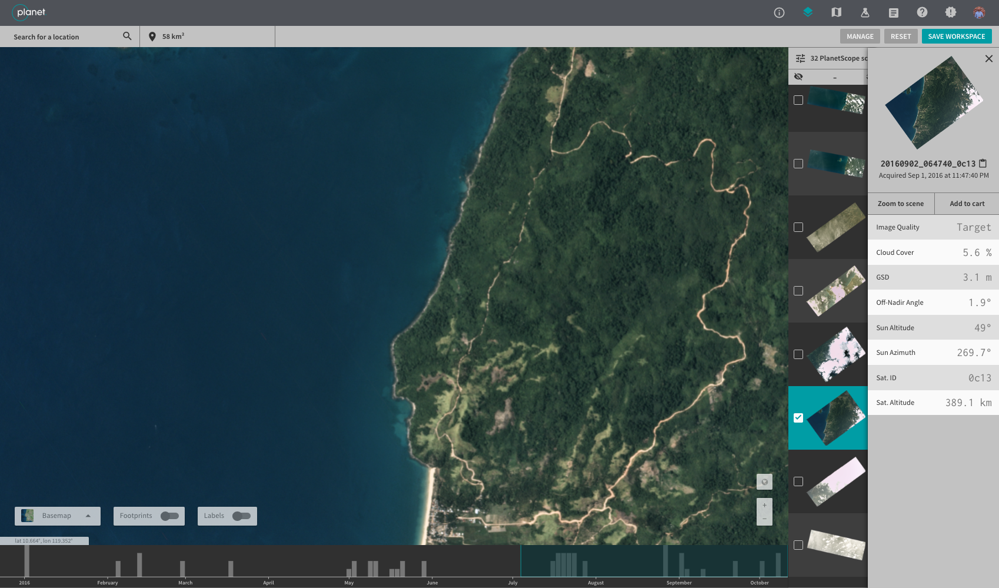 planet
Search for a location
58 km²
MANAGE
RESET
SAVE WORKSPACE
32 PlanetScope sc
–
20160902_064740_0c13
Acquired Sep 1, 2016 at 11:47:40 PM
Zoom to scene
Add to cart
Image Quality Target
Cloud Cover 5.6 %
GSD 3.1 m
Off-Nadir Angle 1.9°
Sun Altitude 49°
Sun Azimuth 269.7°
Sat. ID 0c13
Sat. Altitude 389.1 km
+
−
Basemap
Footprints
Labels
lat 10.664°, lon 119.352°
2016 February March April May June July August September October